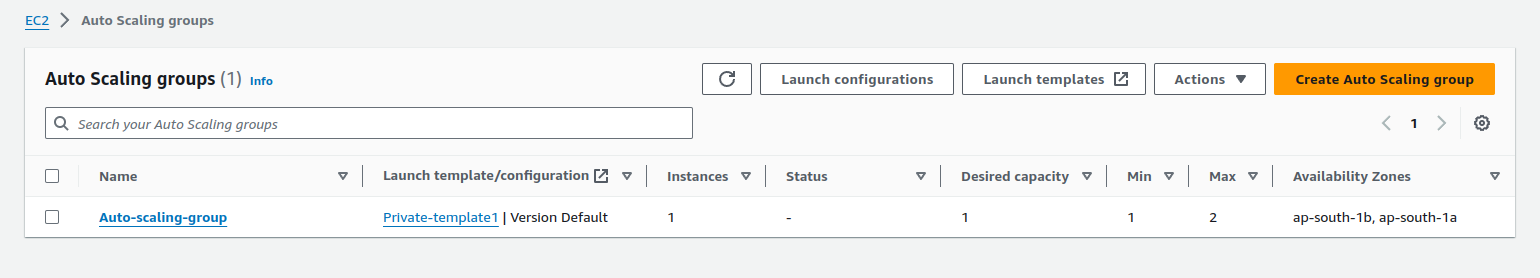 EC2 > Auto Scaling groups
Auto Scaling groups (1) Info
Launch configurations
Launch templates
Actions
Create Auto Scaling group
Search your Auto Scaling groups
1
Name Launch template/configuration Instances Status Desired capacity Min Max Availability Zones
Auto-scaling-group Private-template1 | Version Default 1 - 1 1 2 ap-south-1b, ap-south-1a